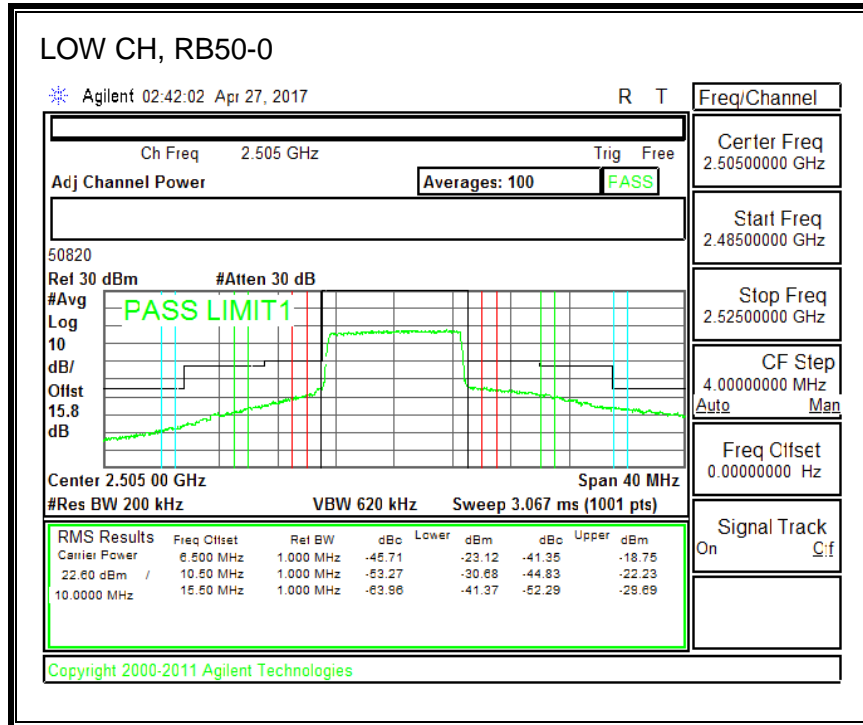 LOW CH, RB50-0
Agilent 02:42:02 Apr 27, 2017 R T
Freq/Channel
Ch Freq 2.505 GHz Trig Free
Adj Channel Power Averages: 100 PASS
Center Freq
2.50500000 GHz
Start Freq
2.48500000 GHz
Stop Freq
2.52500000 GHz
CF Step
4.00000000 MHz
Auto Man
Freq Offset
0.00000000 Hz
Signal Track
On Off
50820
Ref 30 dBm #Atten 30 dB
#Avg
Log
10
dB/
Offst
15.8
dB
PASS LIMIT1
Center 2.505 00 GHz Span 40 MHz
#Res BW 200 kHz VBW 620 kHz Sweep 3.067 ms (1001 pts)
RMS Results Freq Offset Ref BW dBc Lower dBm dBc Upper dBm
Carrier Power 6.500 MHz 1.000 MHz -45.71 -23.12 -41.35 -18.75
22.60 dBm / 10.50 MHz 1.000 MHz -53.27 -30.68 -44.83 -22.23
10.0000 MHz 15.50 MHz 1.000 MHz -63.96 -41.37 -52.29 -29.69
Copyright 2000-2011 Agilent Technologies